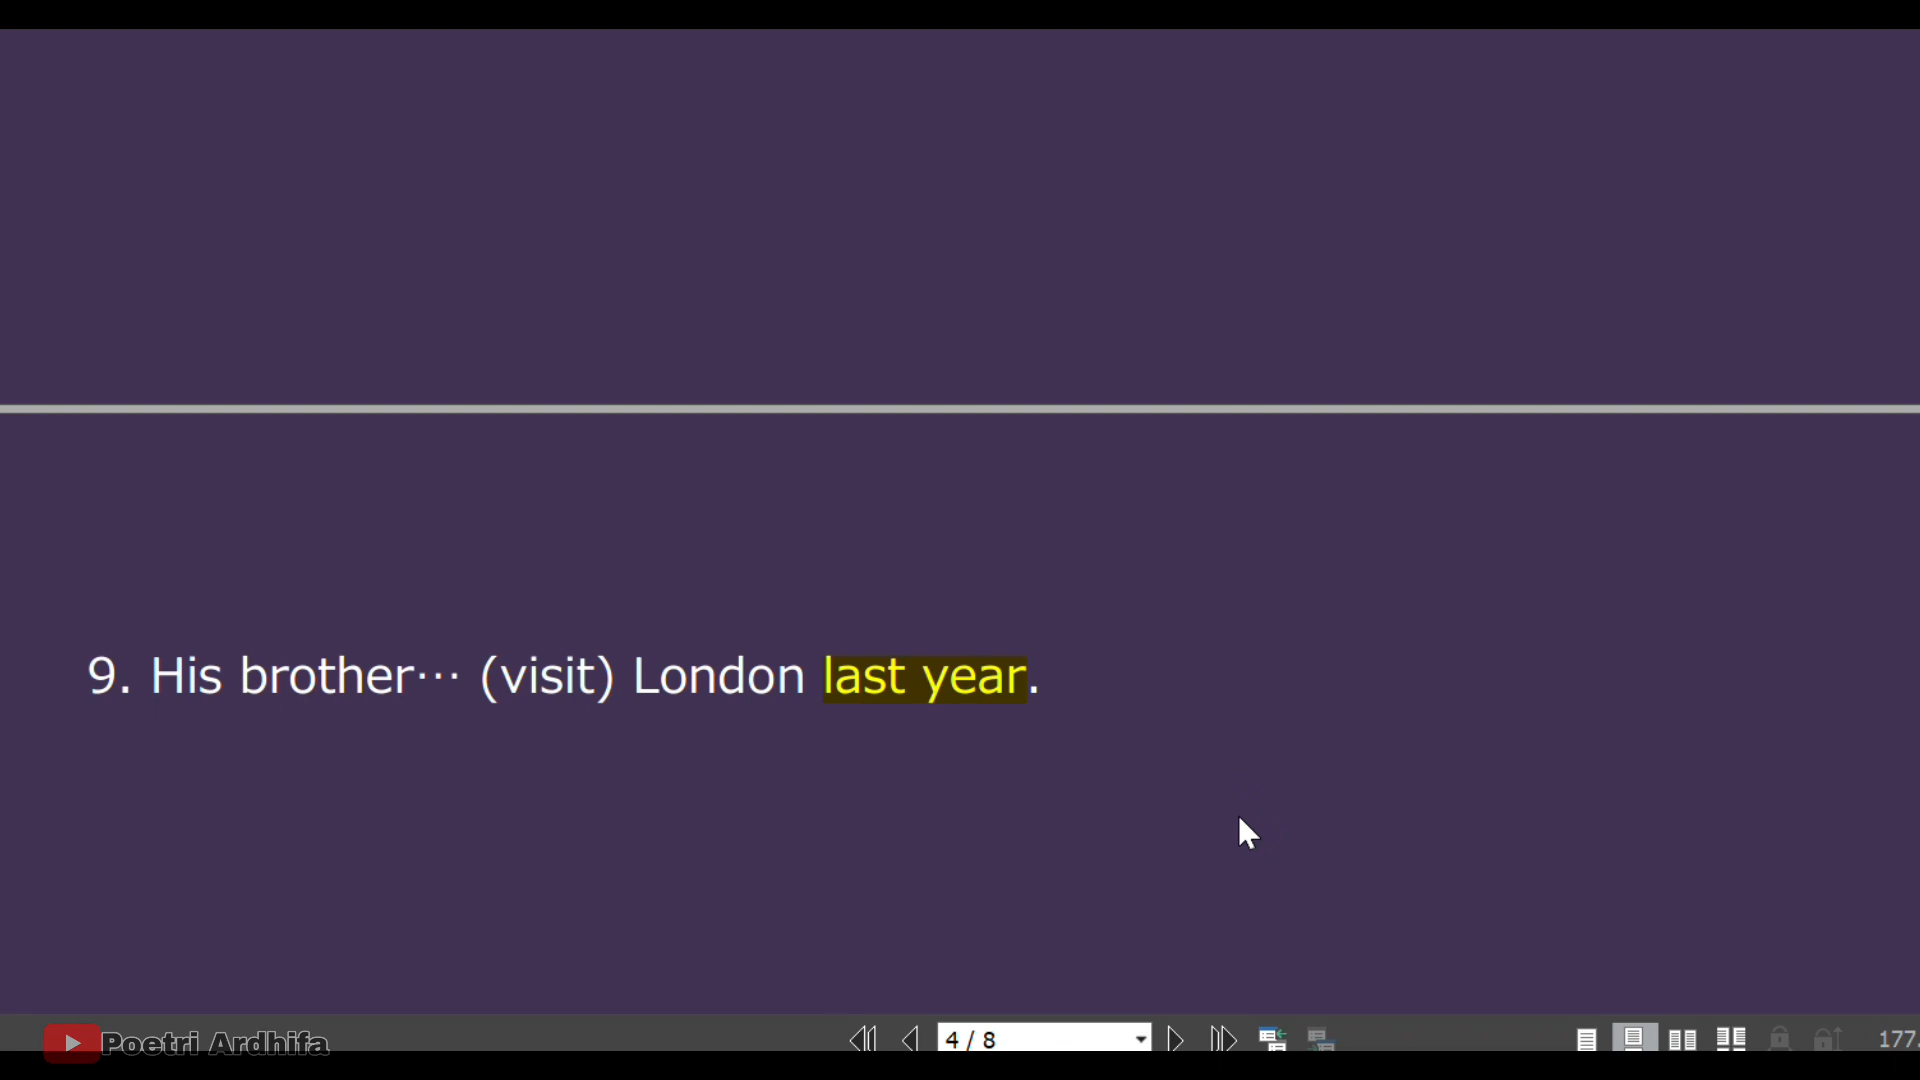 9. His brother… (visit) London last year.
Poetri Ardhifa
4 / 8
177.